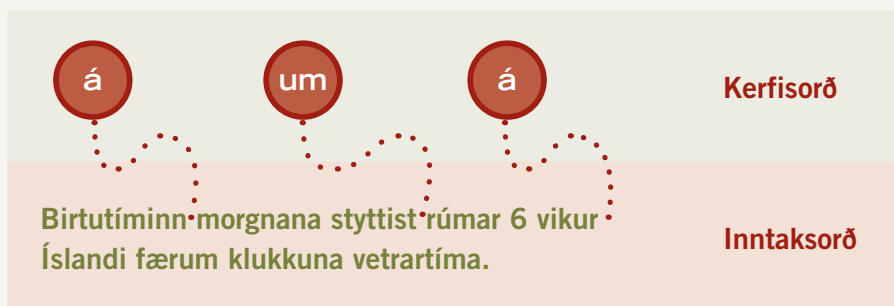 á um á
Kerfisorð
Birtutíminn morgnana styttist rúmar 6 vikur
Íslandi færum klukkuna vetrartíma.
Inntaksorð